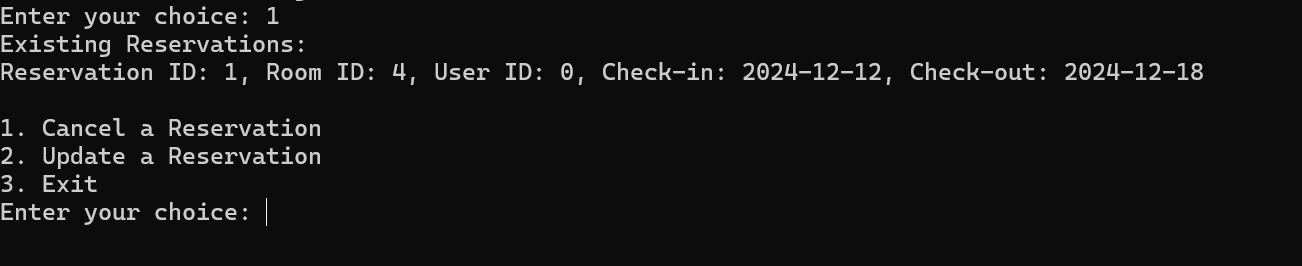 Enter your choice: 1
Existing Reservations:
Reservation ID: 1, Room ID: 4, User ID: 0, Check-in: 2024-12-12, Check-out: 2024-12-18
1. Cancel a Reservation
2. Update a Reservation
3. Exit
Enter your choice: